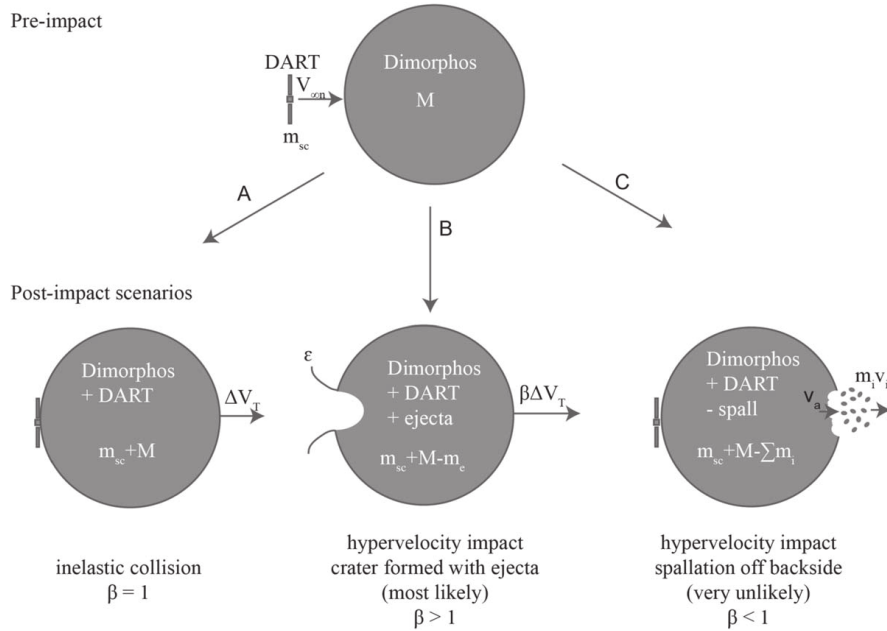 Pre-impact
DART
V∞n
m_sc
Dimorphos
M
A
B
C
Post-impact scenarios
Dimorphos
+ DART
m_sc+M
ΔV_T
inelastic collision
β = 1
ε
Dimorphos
+ DART
+ ejecta
m_sc+M-m_e
βΔV_T
hypervelocity impact
crater formed with ejecta
(most likely)
β > 1
Dimorphos
+ DART
- spall
m_sc+M-∑m_i
v_a
m_iv_i
hypervelocity impact
spallation off backside
(very unlikely)
β < 1